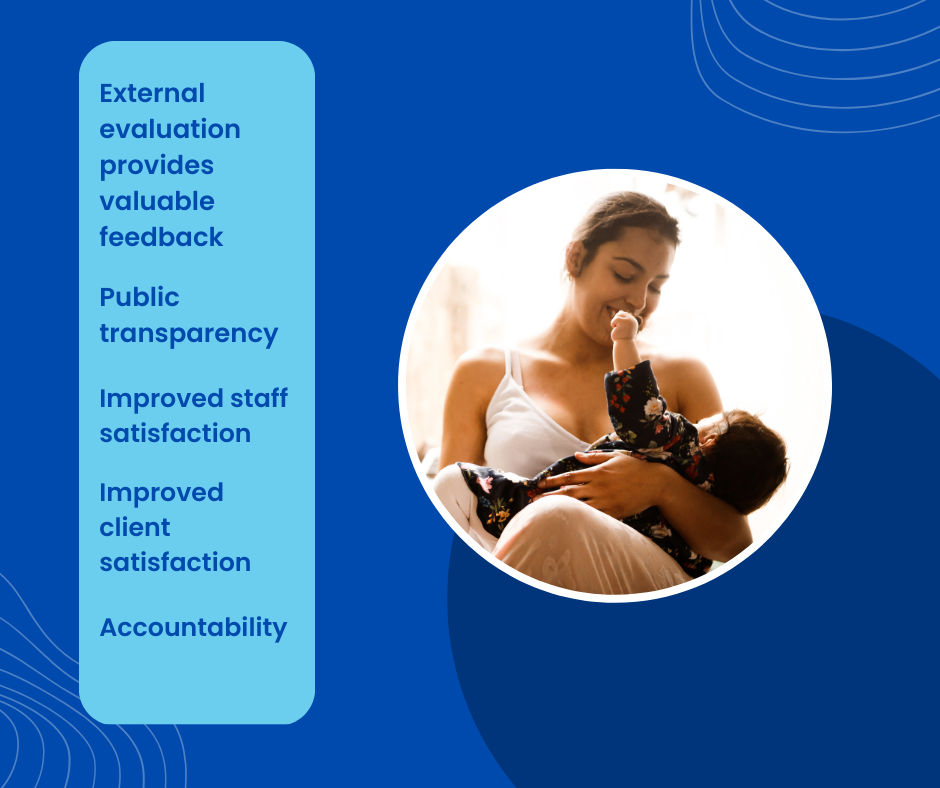 External
evaluation
provides
valuable
feedback
Public
transparency
Improved staff
satisfaction
Improved
client
satisfaction
Accountability